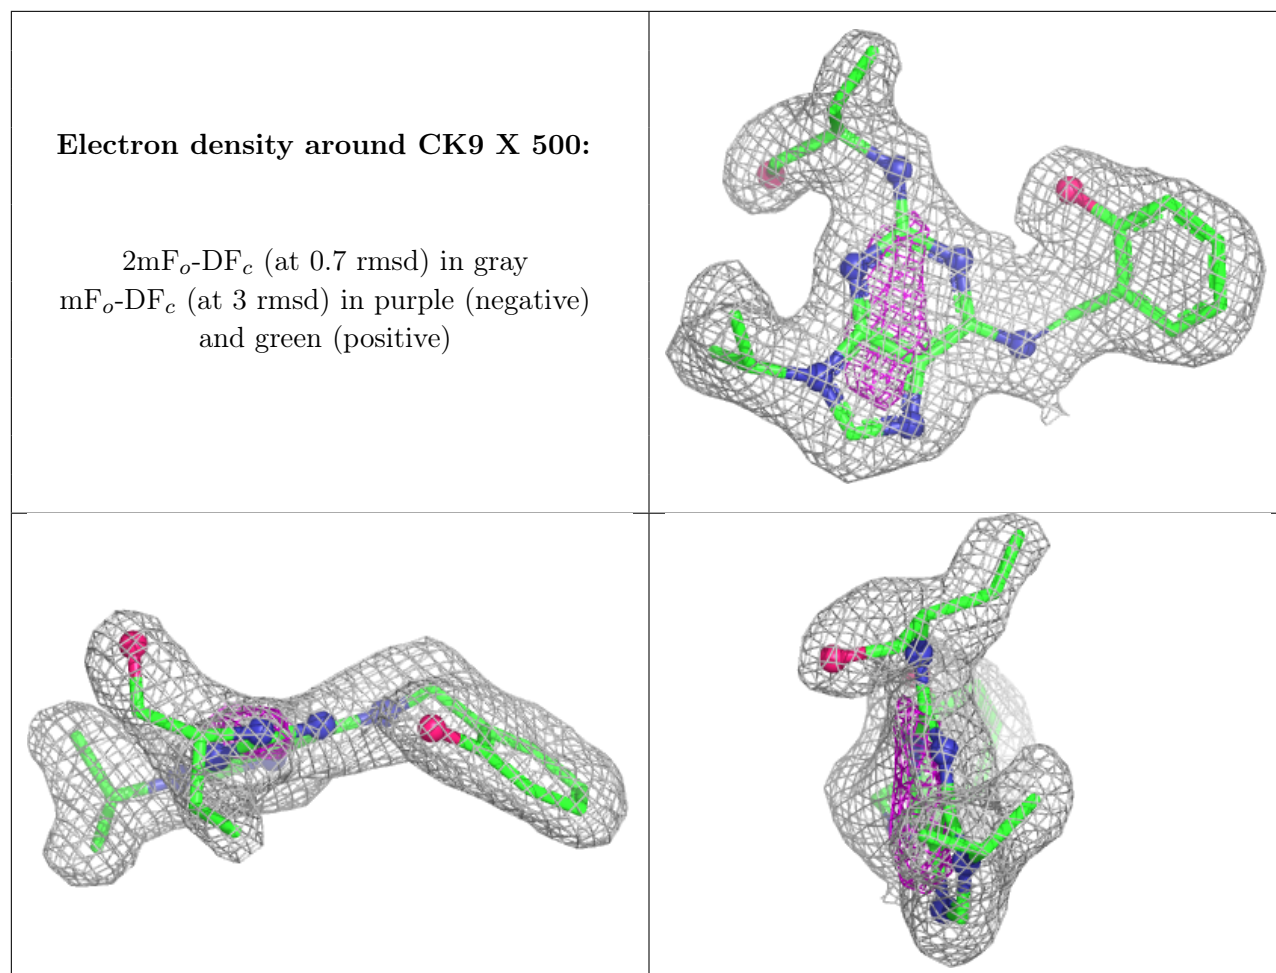 Electron density around CK9 X 500:
2mFo-DFc (at 0.7 rmsd) in gray
mFo-DFc (at 3 rmsd) in purple (negative)
and green (positive)